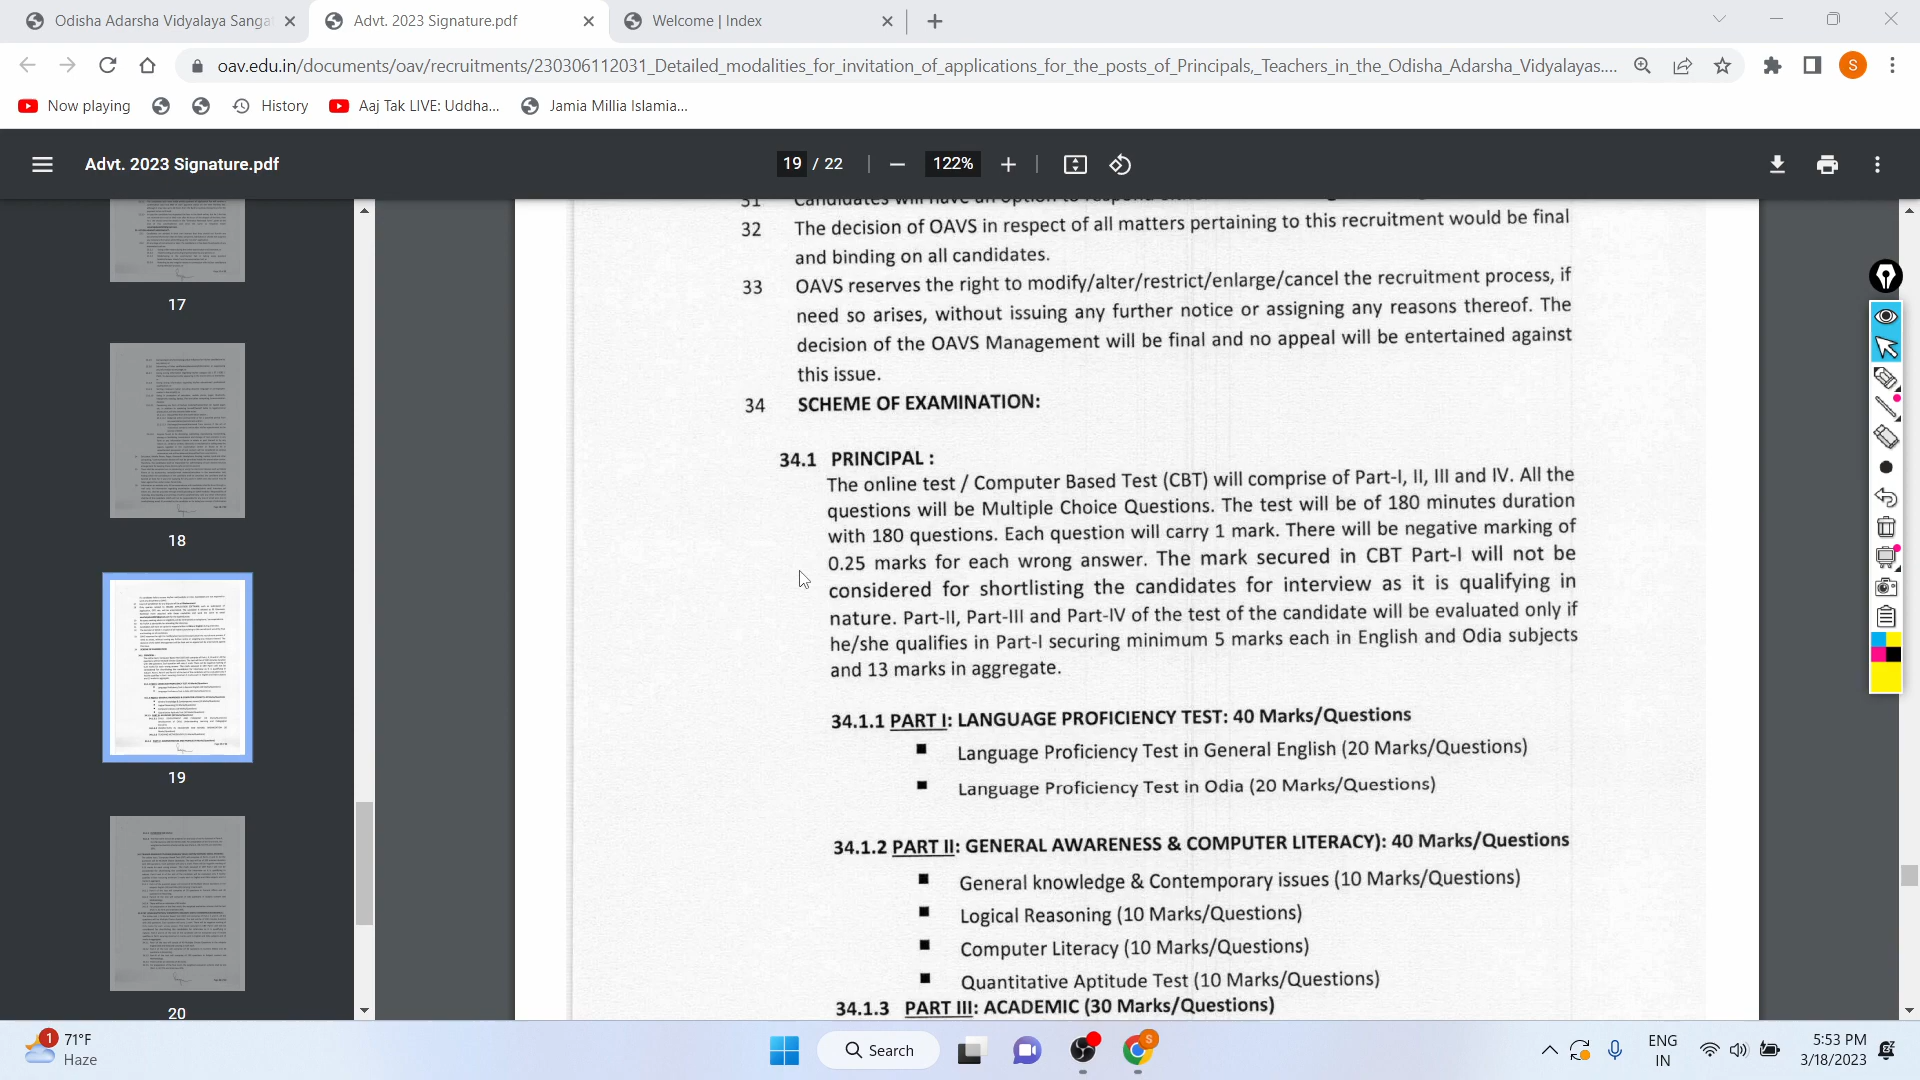 Odisha Adarsha Vidyalaya Sanga
Advt. 2023 Signature.pdf
Welcome | Index
oav.edu.in/documents/oav/recruitments/230306112031_Detailed_modalities_for_invitation_of_applications_for_the_posts_of_Principals,_Teachers_in_the_Odisha_Adarsha_Vidyalayas....
S
Now playing
History
Aaj Tak LIVE: Uddha...
Jamia Millia Islamia...
Advt. 2023 Signature.pdf
19 / 22
122%
17
18
19
20
31 Candidates will have an option to respond
32 The decision of OAVS in respect of all matters pertaining to this recruitment would be final
and binding on all candidates.
33 OAVS reserves the right to modify/alter/restrict/enlarge/cancel the recruitment process, if
need so arises, without issuing any further notice or assigning any reasons thereof. The
decision of the OAVS Management will be final and no appeal will be entertained against
this issue.
34 SCHEME OF EXAMINATION:
34.1 PRINCIPAL :
The online test / Computer Based Test (CBT) will comprise of Part-I, II, III and IV. All the
questions will be Multiple Choice Questions. The test will be of 180 minutes duration
with 180 questions. Each question will carry 1 mark. There will be negative marking of
0.25 marks for each wrong answer. The mark secured in CBT Part-I will not be
considered for shortlisting the candidates for interview as it is qualifying in
nature. Part-II, Part-III and Part-IV of the test of the candidate will be evaluated only if
he/she qualifies in Part-I securing minimum 5 marks each in English and Odia subjects
and 13 marks in aggregate.
34.1.1 PART I: LANGUAGE PROFICIENCY TEST: 40 Marks/Questions
■ Language Proficiency Test in General English (20 Marks/Questions)
■ Language Proficiency Test in Odia (20 Marks/Questions)
34.1.2 PART II: GENERAL AWARENESS & COMPUTER LITERACY): 40 Marks/Questions
■ General knowledge & Contemporary issues (10 Marks/Questions)
■ Logical Reasoning (10 Marks/Questions)
■ Computer Literacy (10 Marks/Questions)
■ Quantitative Aptitude Test (10 Marks/Questions)
34.1.3 PART III: ACADEMIC (30 Marks/Questions)
1
71°F
Haze
Search
S
ENG
IN
5:53 PM
3/18/2023